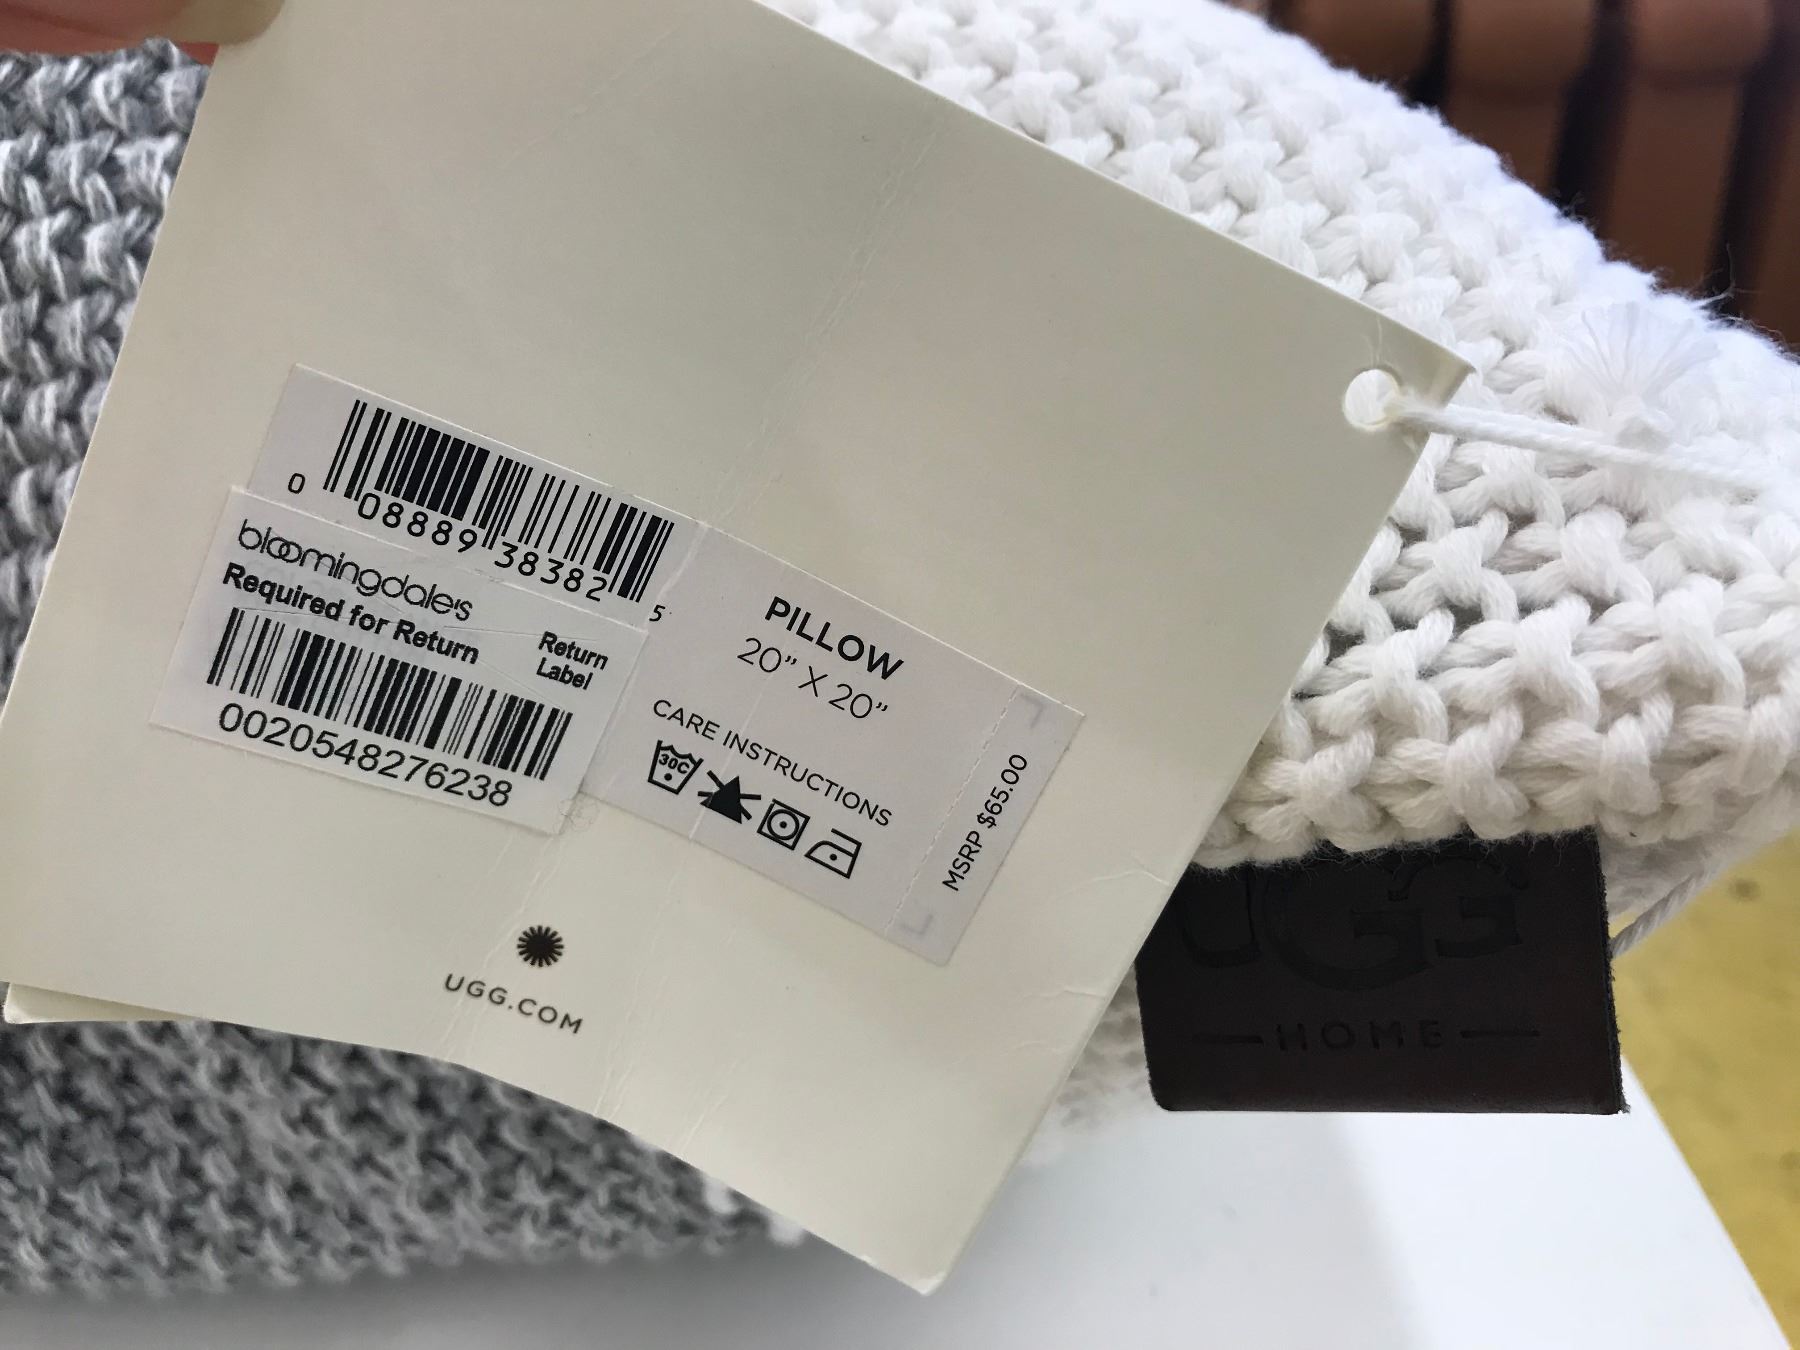 0 08889 38382 5
bloomingdale's
Required for Return
Return
Label
0020548276238
PILLOW
20” X 20”
CARE INSTRUCTIONS
30C
MSRP $65.00
UGG.COM
UGG
HOME